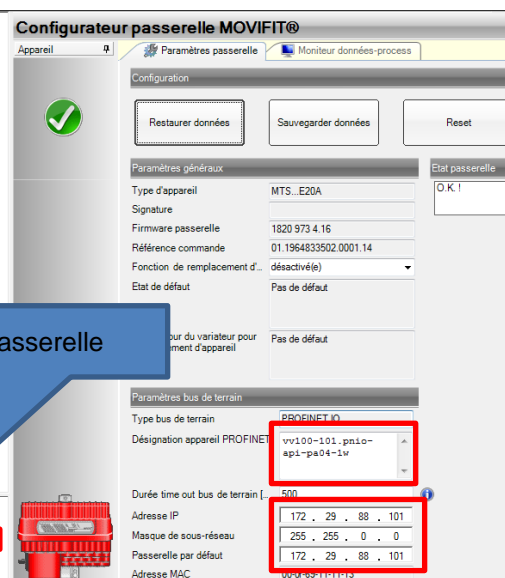 Configurateur passerelle MOVIFIT®
Appareil
Paramètres passerelle
Moniteur données-process
Configuration
Restaurer données
Sauvegarder données
Reset
Paramètres généraux
Etat passerelle
Type d'appareil
MTS...E20A
O.K. !
Signature
Firmware passerelle
1820 973 4.16
Référence commande
01.1964833502.0001.14
Fonction de remplacement d'...
désactivé(e)
Etat de défaut
Pas de défaut
asserelle
our du variateur pour
ment d'appareil
Pas de défaut
Paramètres bus de terrain
Type bus de terrain
PROFINET IO
Désignation appareil PROFINET
vv100-101.pnio-
api-pa04-1w
Durée time out bus de terrain [...
500
Adresse IP
172 . 29 . 88 . 101
Masque de sous-réseau
255 . 255 . 0 . 0
Passerelle par défaut
172 . 29 . 88 . 101
Adresse MAC